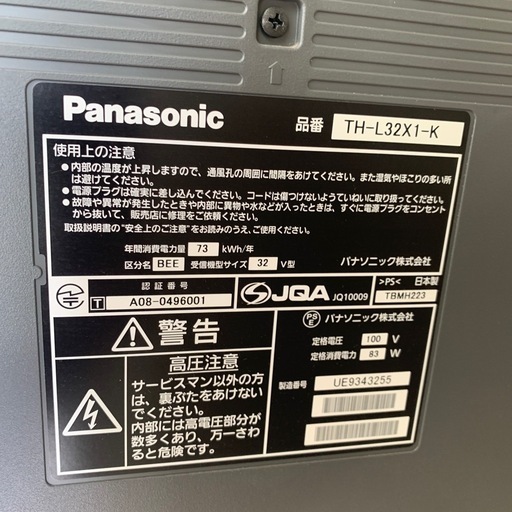 Panasonic
品番 TH-L32X1-K
使用上の注意
●内部の温度が上昇しますので、通風孔の周囲に間隔をあけてください。また湿気やほこりの多い所
は避けてください。
●電源プラグは確実に差し込んでください。コードは傷つけないようていねいに取り扱ってください。
●故障や異常が発生したときや内部に異物や水などが入ったときは、すぐに電源プラグをコンセント
から抜いて、販売店に修理をご依頼ください。
取扱説明書の"安全上のご注意"をお読みのうえ、ご使用ください。
年間消費電力量 73 kWh/年
区分名 BEE 受信機型サイズ 32 V型
パナソニック株式会社
認証番号
T A08-0496001
JQA JQ10009
>PS< 日本製
TBMH223
警告
高圧注意
サービスマン以外の方
は、裏ぶたをあけない
でください。
内部には高電圧部分が
数多くあり、万一さわ
ると危険です。
PSE パナソニック株式会社
定格電圧 100 V
定格消費電力 83 W
製造番号 UE9343255